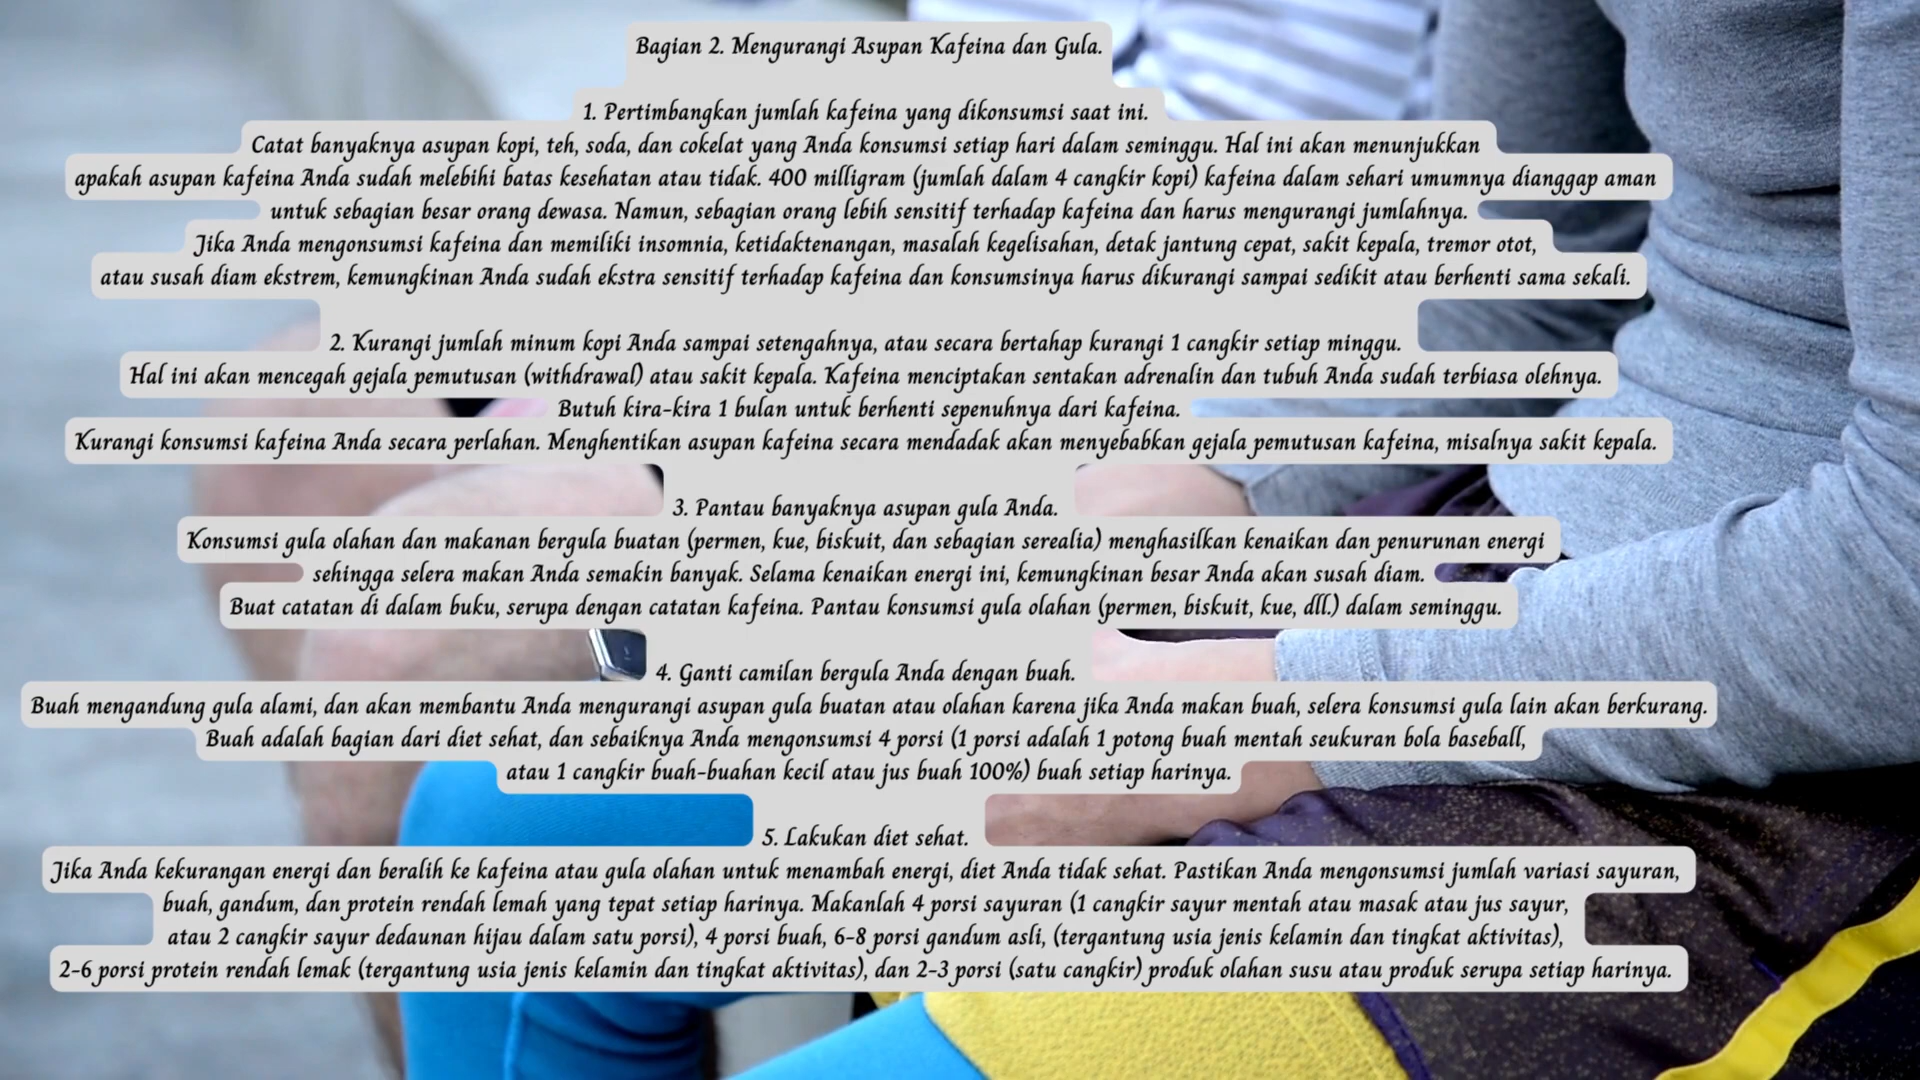 Bagian 2. Mengurangi Asupan Kafeina dan Gula.
1. Pertimbangkan jumlah kafeina yang dikonsumsi saat ini.
Catat banyaknya asupan kopi, teh, soda, dan cokelat yang Anda konsumsi setiap hari dalam seminggu. Hal ini akan menunjukkan
apakah asupan kafeina Anda sudah melebihi batas kesehatan atau tidak. 400 milligram (jumlah dalam 4 cangkir kopi) kafeina dalam sehari umumnya dianggap aman
untuk sebagian besar orang dewasa. Namun, sebagian orang lebih sensitif terhadap kafeina dan harus mengurangi jumlahnya.
Jika Anda mengonsumsi kafeina dan memiliki insomnia, ketidaktenangan, masalah kegelisahan, detak jantung cepat, sakit kepala, tremor otot,
atau susah diam ekstrem, kemungkinan Anda sudah ekstra sensitif terhadap kafeina dan konsumsinya harus dikurangi sampai sedikit atau berhenti sama sekali.
2. Kurangi jumlah minum kopi Anda sampai setengahnya, atau secara bertahap kurangi 1 cangkir setiap minggu.
Hal ini akan mencegah gejala pemutusan (withdrawal) atau sakit kepala. Kafeina menciptakan sentakan adrenalin dan tubuh Anda sudah terbiasa olehnya.
Butuh kira-kira 1 bulan untuk berhenti sepenuhnya dari kafeina.
Kurangi konsumsi kafeina Anda secara perlahan. Menghentikan asupan kafeina secara mendadak akan menyebabkan gejala pemutusan kafeina, misalnya sakit kepala.
3. Pantau banyaknya asupan gula Anda.
Konsumsi gula olahan dan makanan bergula buatan (permen, kue, biskuit, dan sebagian serealia) menghasilkan kenaikan dan penurunan energi
sehingga selera makan Anda semakin banyak. Selama kenaikan energi ini, kemungkinan besar Anda akan susah diam.
Buat catatan di dalam buku, serupa dengan catatan kafeina. Pantau konsumsi gula olahan (permen, biskuit, kue, dll.) dalam seminggu.
4. Ganti camilan bergula Anda dengan buah.
Buah mengandung gula alami, dan akan membantu Anda mengurangi asupan gula buatan atau olahan karena jika Anda makan buah, selera konsumsi gula lain akan berkurang.
Buah adalah bagian dari diet sehat, dan sebaiknya Anda mengonsumsi 4 porsi (1 porsi adalah 1 potong buah mentah seukuran bola baseball,
atau 1 cangkir buah-buahan kecil atau jus buah 100%) buah setiap harinya.
5. Lakukan diet sehat.
Jika Anda kekurangan energi dan beralih ke kafeina atau gula olahan untuk menambah energi, diet Anda tidak sehat. Pastikan Anda mengonsumsi jumlah variasi sayuran,
buah, gandum, dan protein rendah lemah yang tepat setiap harinya. Makanlah 4 porsi sayuran (1 cangkir sayur mentah atau masak atau jus sayur,
atau 2 cangkir sayur dedaunan hijau dalam satu porsi), 4 porsi buah, 6-8 porsi gandum asli, (tergantung usia jenis kelamin dan tingkat aktivitas),
2-6 porsi protein rendah lemak (tergantung usia jenis kelamin dan tingkat aktivitas), dan 2-3 porsi (satu cangkir) produk olahan susu atau produk serupa setiap harinya.